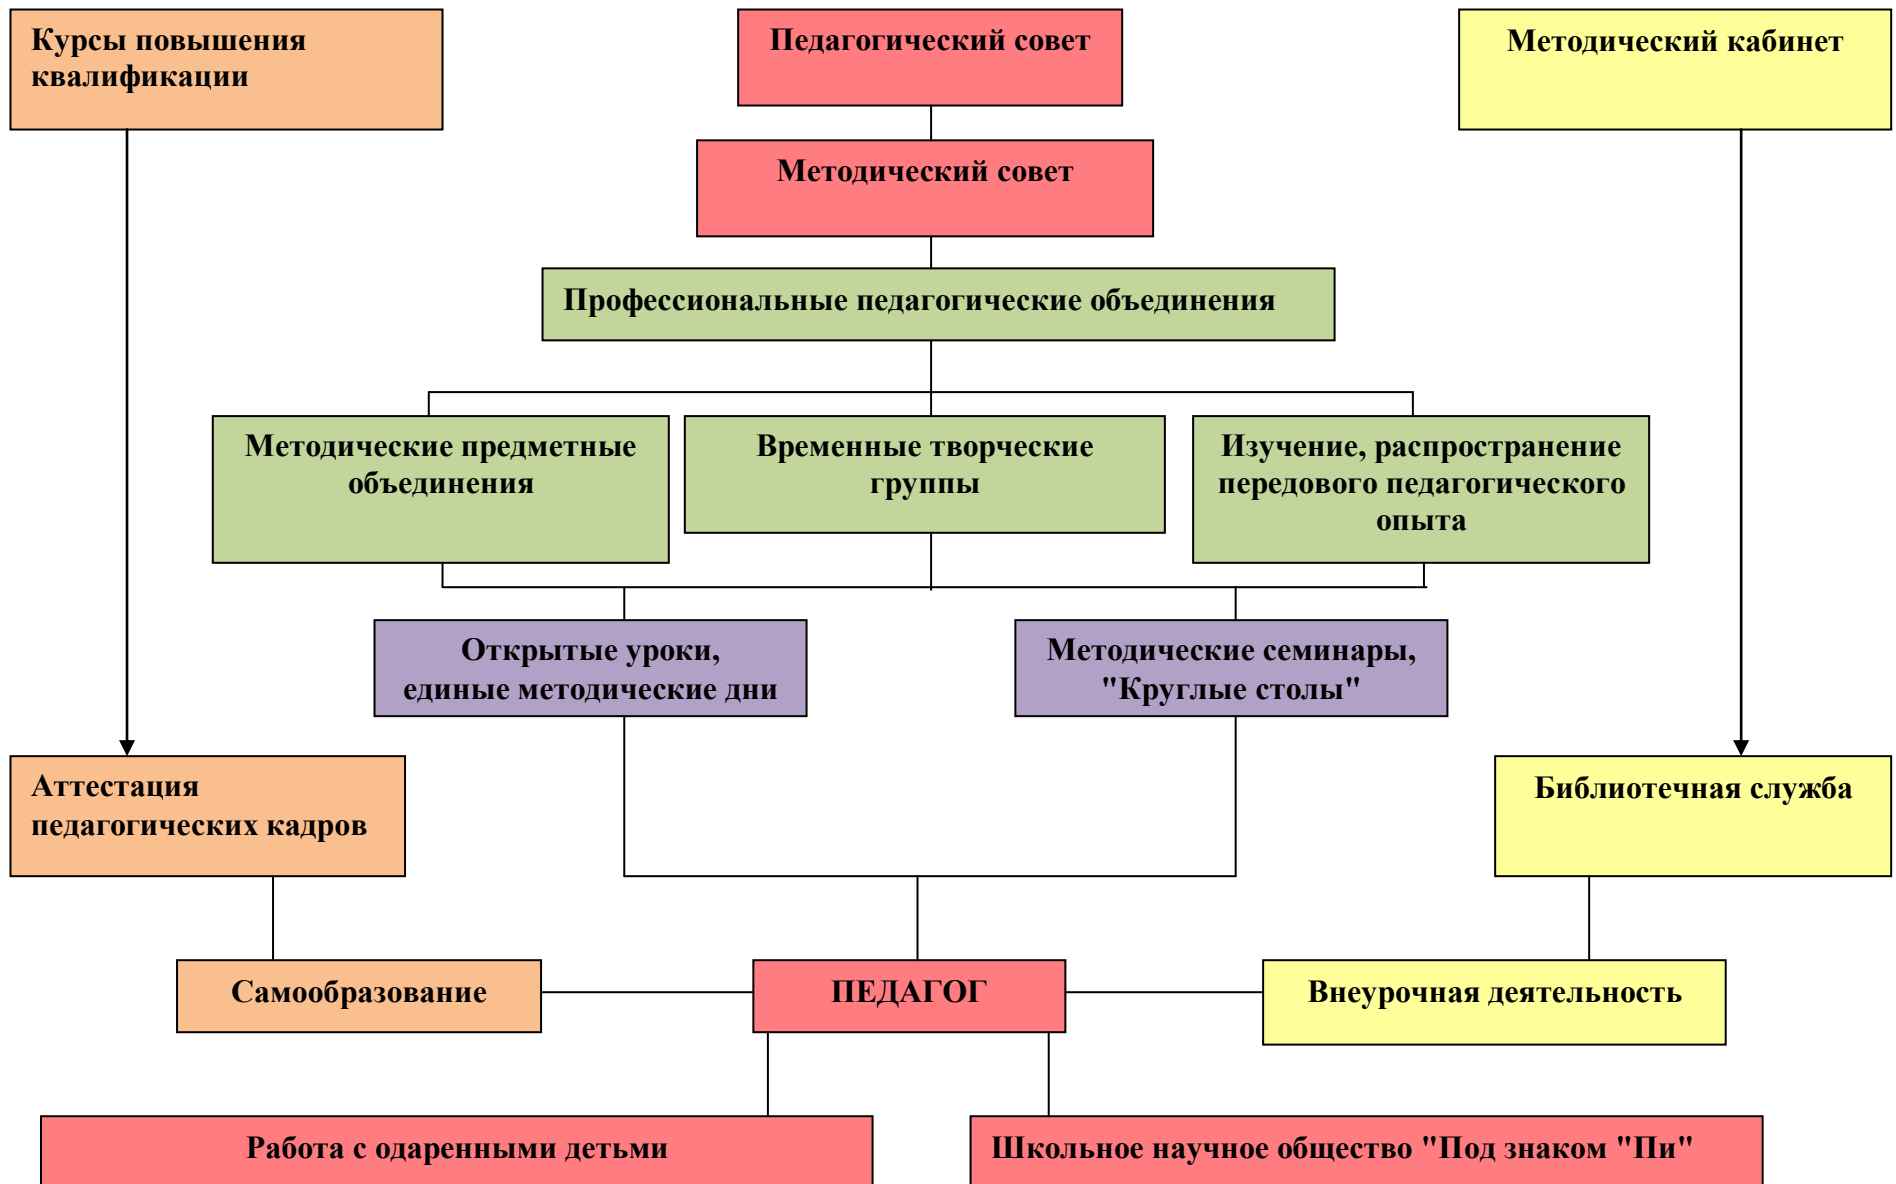 Курсы повышения
квалификации
Педагогический совет
Методический кабинет
Методический совет
Профессиональные педагогические объединения
Методические предметные
объединения
Временные творческие
группы
Изучение, распространение
передового педагогического
опыта
Открытые уроки,
единые методические дни
Методические семинары,
"Круглые столы"
Аттестация
педагогических кадров
Библиотечная служба
Самообразование
ПЕДАГОГ
Внеурочная деятельность
Работа с одаренными детьми
Школьное научное общество "Под знаком "Пи"